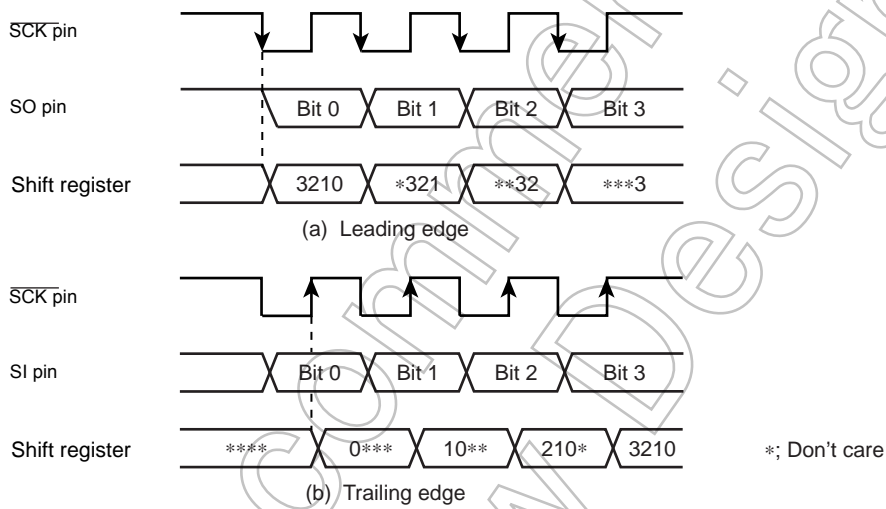 SCK pin
SO pin
Bit 0 Bit 1 Bit 2 Bit 3
Shift register
3210 *321 **32 ***3
(a) Leading edge
SCK pin
SI pin
Bit 0 Bit 1 Bit 2 Bit 3
Shift register
**** 0*** 10** 210* 3210
*; Don't care
(b) Trailing edge